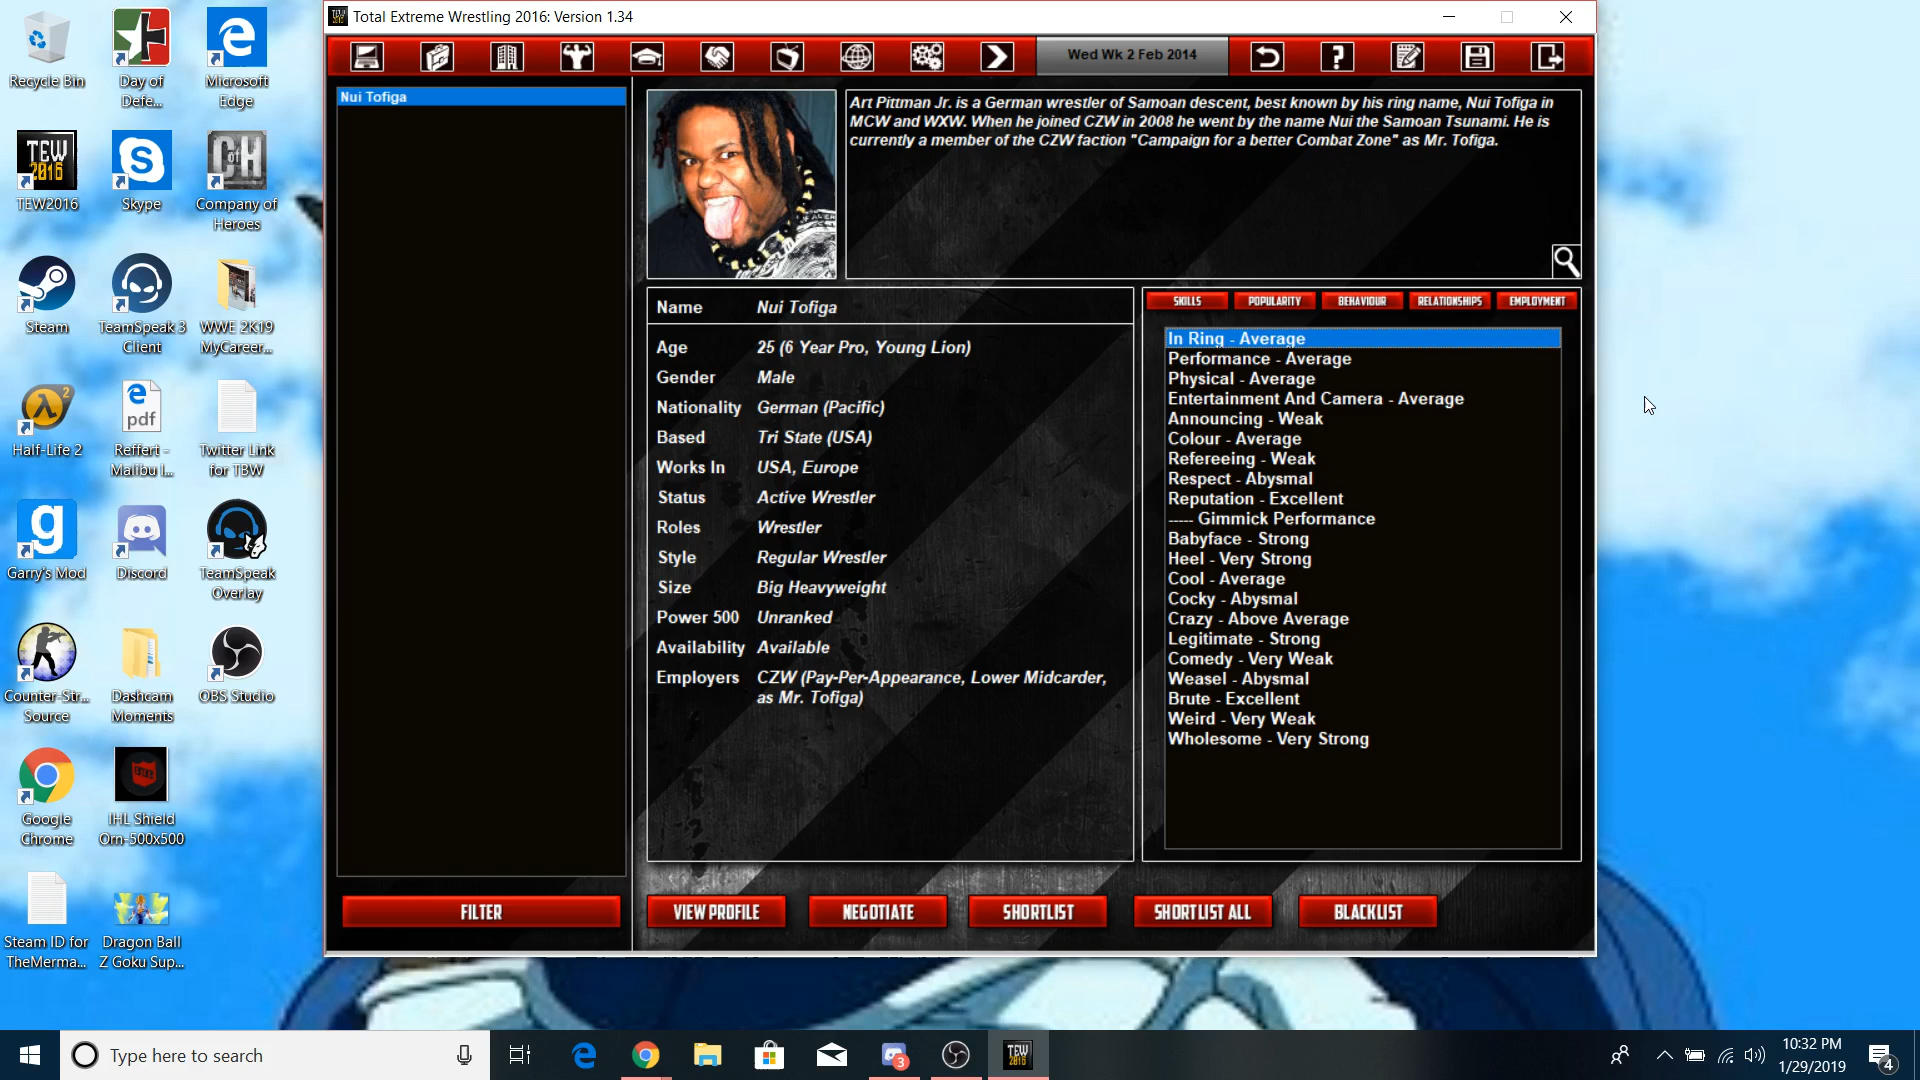 Total Extreme Wrestling 2016: Version 1.34
Wed Wk 2 Feb 2014
Nui Tofiga
Art Pittman Jr. is a German wrestler of Samoan descent, best known by his ring name, Nui Tofiga in
MCW and WXW. When he joined CZW in 2008 he went by the name Nui the Samoan Tsunami. He is
currently a member of the CZW faction "Campaign for a better Combat Zone" as Mr. Tofiga.
Name Nui Tofiga
Age 25 (6 Year Pro, Young Lion)
Gender Male
Nationality German (Pacific)
Based Tri State (USA)
Works In USA, Europe
Status Active Wrestler
Roles Wrestler
Style Regular Wrestler
Size Big Heavyweight
Power 500 Unranked
Availability Available
Employers CZW (Pay-Per-Appearance, Lower Midcarder,
as Mr. Tofiga)
SKILLS POPULARITY BEHAVIOUR RELATIONSHIPS EMPLOYMENT
In Ring - Average
Performance - Average
Physical - Average
Entertainment And Camera - Average
Announcing - Weak
Colour - Average
Refereeing - Weak
Respect - Abysmal
Reputation - Excellent
----- Gimmick Performance
Babyface - Strong
Heel - Very Strong
Cool - Average
Cocky - Abysmal
Crazy - Above Average
Legitimate - Strong
Comedy - Very Weak
Weasel - Abysmal
Brute - Excellent
Weird - Very Weak
Wholesome - Very Strong
FILTER VIEW PROFILE NEGOTIATE SHORTLIST SHORTLIST ALL BLACKLIST
Recycle Bin
Day of
Defe...
Microsoft
Edge
TEW
2016
TEW2016
Skype
C of H
Company of
Heroes
Steam
TeamSpeak 3
Client
WWE 2K19
MyCareer...
Half-Life 2
pdf
Reffert -
Malibu I...
Twitter Link
for TBW
Garry's Mod
Discord
TeamSpeak
Overlay
Counter-Str...
Source
Dashcam
Moments
OBS Studio
Google
Chrome
IHL Shield
Orn-500x500
Steam ID for
TheMerma...
Dragon Ball
Z Goku Sup...
Type here to search
3
TEW
2016
10:32 PM
1/29/2019
4